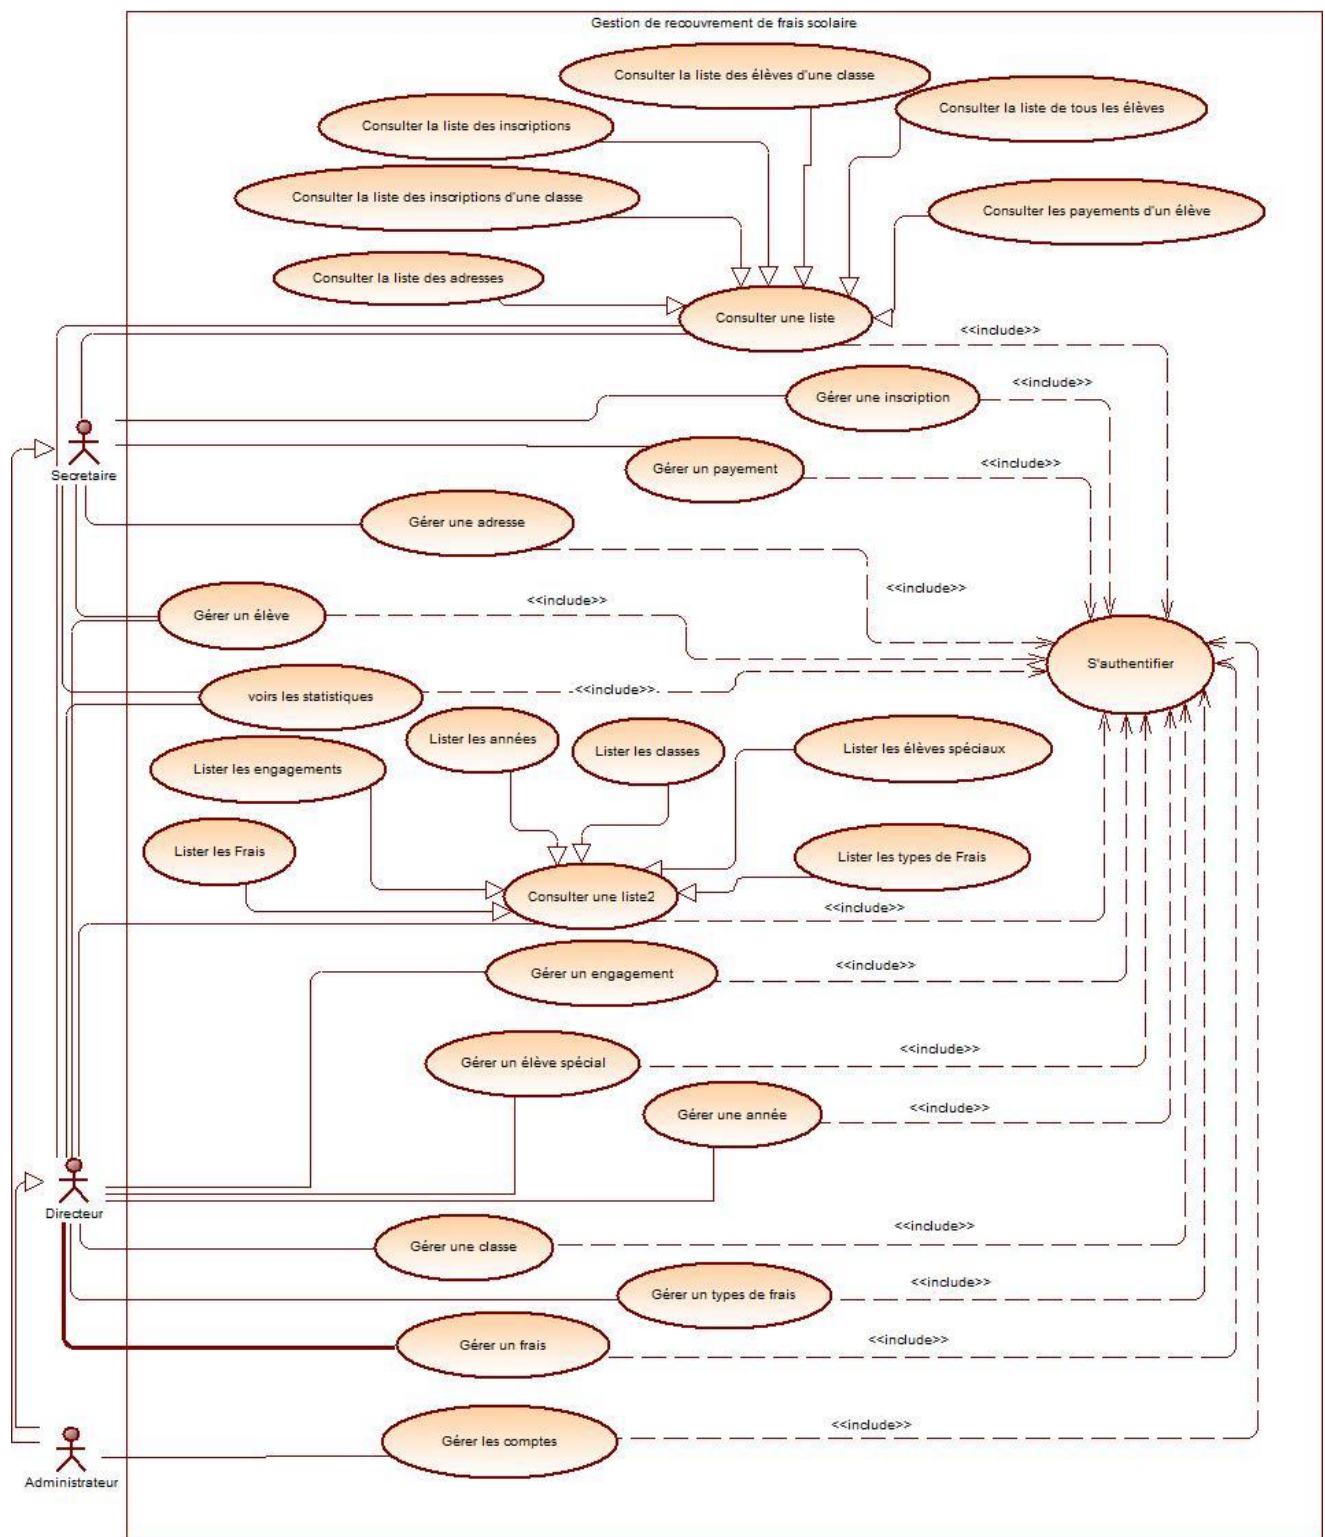 Gestion de recouvrement de frais scolaire
Consulter la liste des élèves d'une classe
Consulter la liste de tous les élèves
Consulter la liste des inscriptions
Consulter la liste des inscriptions d'une classe
Consulter les payements d'un élève
Consulter la liste des adresses
Consulter une liste
<<include>>
<<include>>
Gérer une inscription
Secretaire
Gérer un payement
<<include>>
Gérer une adresse
<<include>>
Gérer un élève
<<include>>
S'authentifier
voirs les statistiques
<<include>>
Lister les années
Lister les classes
Lister les élèves spéciaux
Lister les engagements
Lister les Frais
Lister les types de Frais
Consulter une liste2
<<include>>
Gérer un engagement
<<include>>
Gérer un élève spécial
<<include>>
Gérer une année
<<include>>
Directeur
Gérer une classe
<<include>>
Gérer un types de frais
<<include>>
Gérer un frais
<<include>>
Gérer les comptes
<<include>>
Administrateur